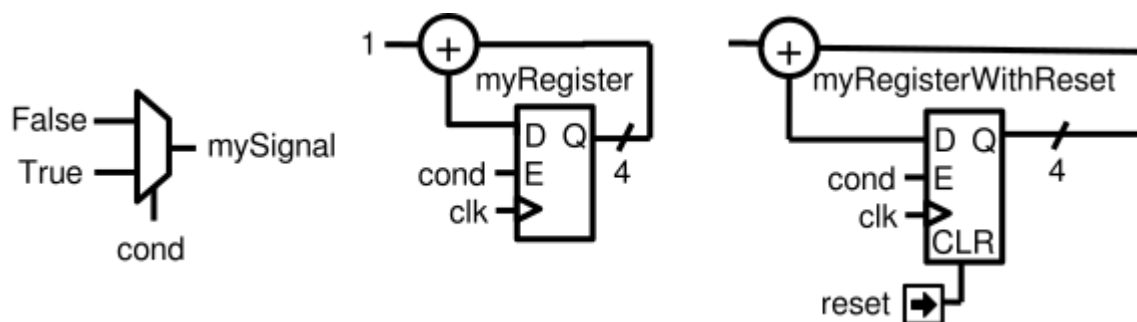 False
True
mySignal
cond
1
+
myRegister
D Q
cond
E
clk
4
+
myRegisterWithReset
D Q
cond
E
clk
CLR
4
reset